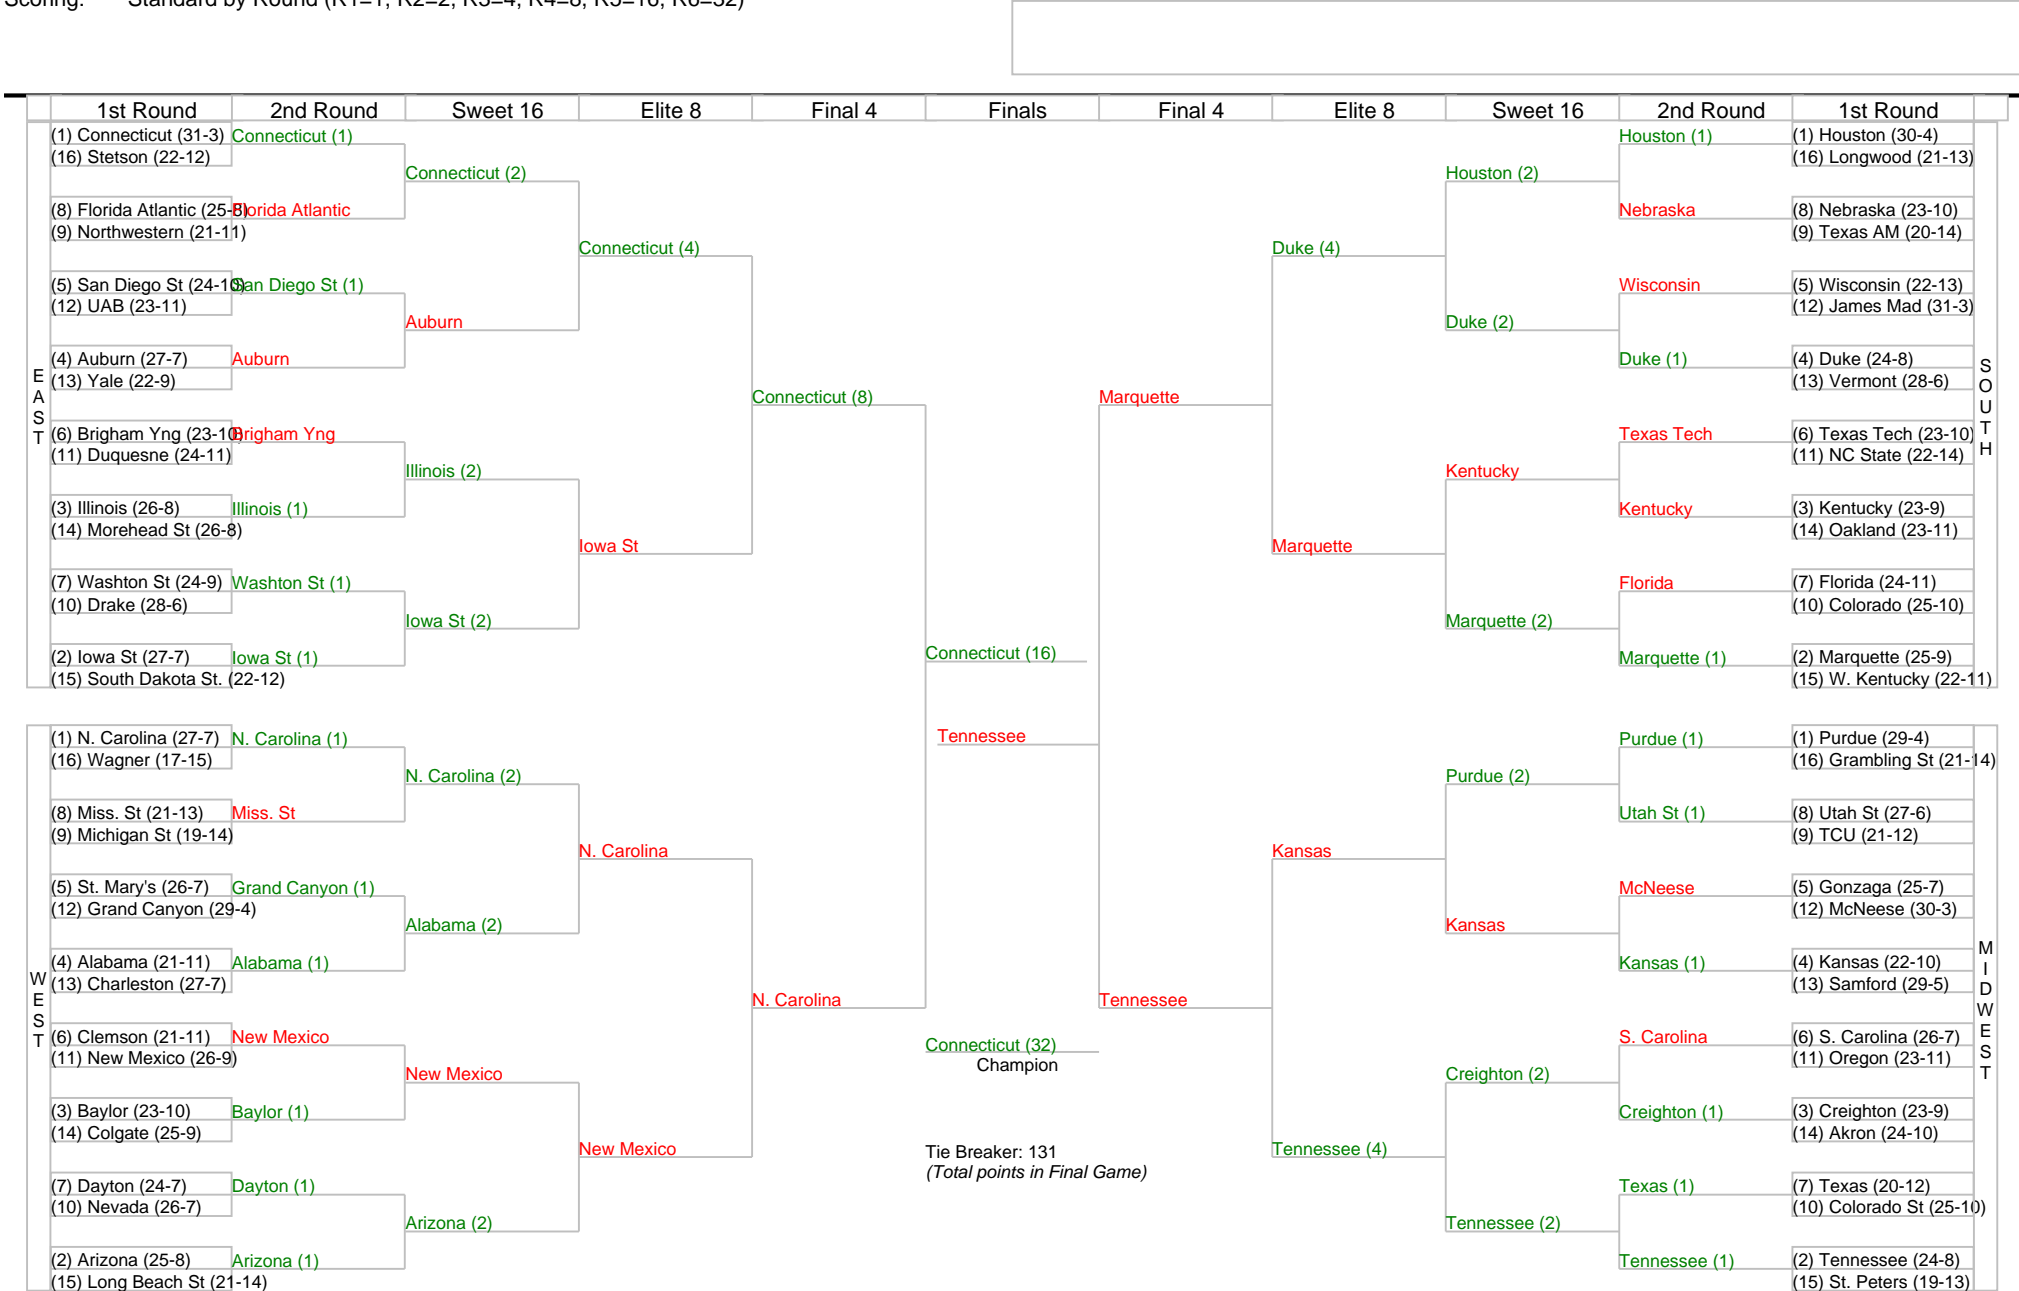 Scoring: Standard by Round (R1=1, R2=2, R3=4, R4=8, R5=16, R6=32)
1st Round 2nd Round Sweet 16 Elite 8 Final 4 Finals Final 4 Elite 8 Sweet 16 2nd Round 1st Round
EAST
(1) Connecticut (31-3)
(16) Stetson (22-12)
(8) Florida Atlantic (25-8)
(9) Northwestern (21-11)
(5) San Diego St (24-10)
(12) UAB (23-11)
(4) Auburn (27-7)
(13) Yale (22-9)
(6) Brigham Yng (23-10)
(11) Duquesne (24-11)
(3) Illinois (26-8)
(14) Morehead St (26-8)
(7) Washton St (24-9)
(10) Drake (28-6)
(2) Iowa St (27-7)
(15) South Dakota St. (22-12)
Connecticut (1)
Florida Atlantic
San Diego St (1)
Auburn
Brigham Yng
Illinois (1)
Washton St (1)
Iowa St (1)
Connecticut (2)
Auburn
Illinois (2)
Iowa St (2)
Connecticut (4)
Iowa St
Connecticut (8)
WEST
(1) N. Carolina (27-7)
(16) Wagner (17-15)
(8) Miss. St (21-13)
(9) Michigan St (19-14)
(5) St. Mary's (26-7)
(12) Grand Canyon (29-4)
(4) Alabama (21-11)
(13) Charleston (27-7)
(6) Clemson (21-11)
(11) New Mexico (26-9)
(3) Baylor (23-10)
(14) Colgate (25-9)
(7) Dayton (24-7)
(10) Nevada (26-7)
(2) Arizona (25-8)
(15) Long Beach St (21-14)
N. Carolina (1)
Miss. St
Grand Canyon (1)
Alabama (1)
New Mexico
Baylor (1)
Dayton (1)
Arizona (1)
N. Carolina (2)
Alabama (2)
New Mexico
Arizona (2)
N. Carolina
New Mexico
N. Carolina
Connecticut (16)
Tennessee
Connecticut (32)
Champion
Tie Breaker: 131
(Total points in Final Game)
Marquette
Tennessee
Duke (4)
Marquette
Houston (2)
Duke (2)
Kentucky
Marquette (2)
Houston (1)
Nebraska
Wisconsin
Duke (1)
Texas Tech
Kentucky
Florida
Marquette (1)
(1) Houston (30-4)
(16) Longwood (21-13)
(8) Nebraska (23-10)
(9) Texas AM (20-14)
(5) Wisconsin (22-13)
(12) James Mad (31-3)
(4) Duke (24-8)
(13) Vermont (28-6)
(6) Texas Tech (23-10)
(11) NC State (22-14)
(3) Kentucky (23-9)
(14) Oakland (23-11)
(7) Florida (24-11)
(10) Colorado (25-10)
(2) Marquette (25-9)
(15) W. Kentucky (22-11)
SOUTH
Kansas
Tennessee (4)
Purdue (2)
Kansas
Creighton (2)
Tennessee (2)
Purdue (1)
Utah St (1)
McNeese
Kansas (1)
S. Carolina
Creighton (1)
Texas (1)
Tennessee (1)
(1) Purdue (29-4)
(16) Grambling St (21-14)
(8) Utah St (27-6)
(9) TCU (21-12)
(5) Gonzaga (25-7)
(12) McNeese (30-3)
(4) Kansas (22-10)
(13) Samford (29-5)
(6) S. Carolina (26-7)
(11) Oregon (23-11)
(3) Creighton (23-9)
(14) Akron (24-10)
(7) Texas (20-12)
(10) Colorado St (25-10)
(2) Tennessee (24-8)
(15) St. Peters (19-13)
MIDWEST